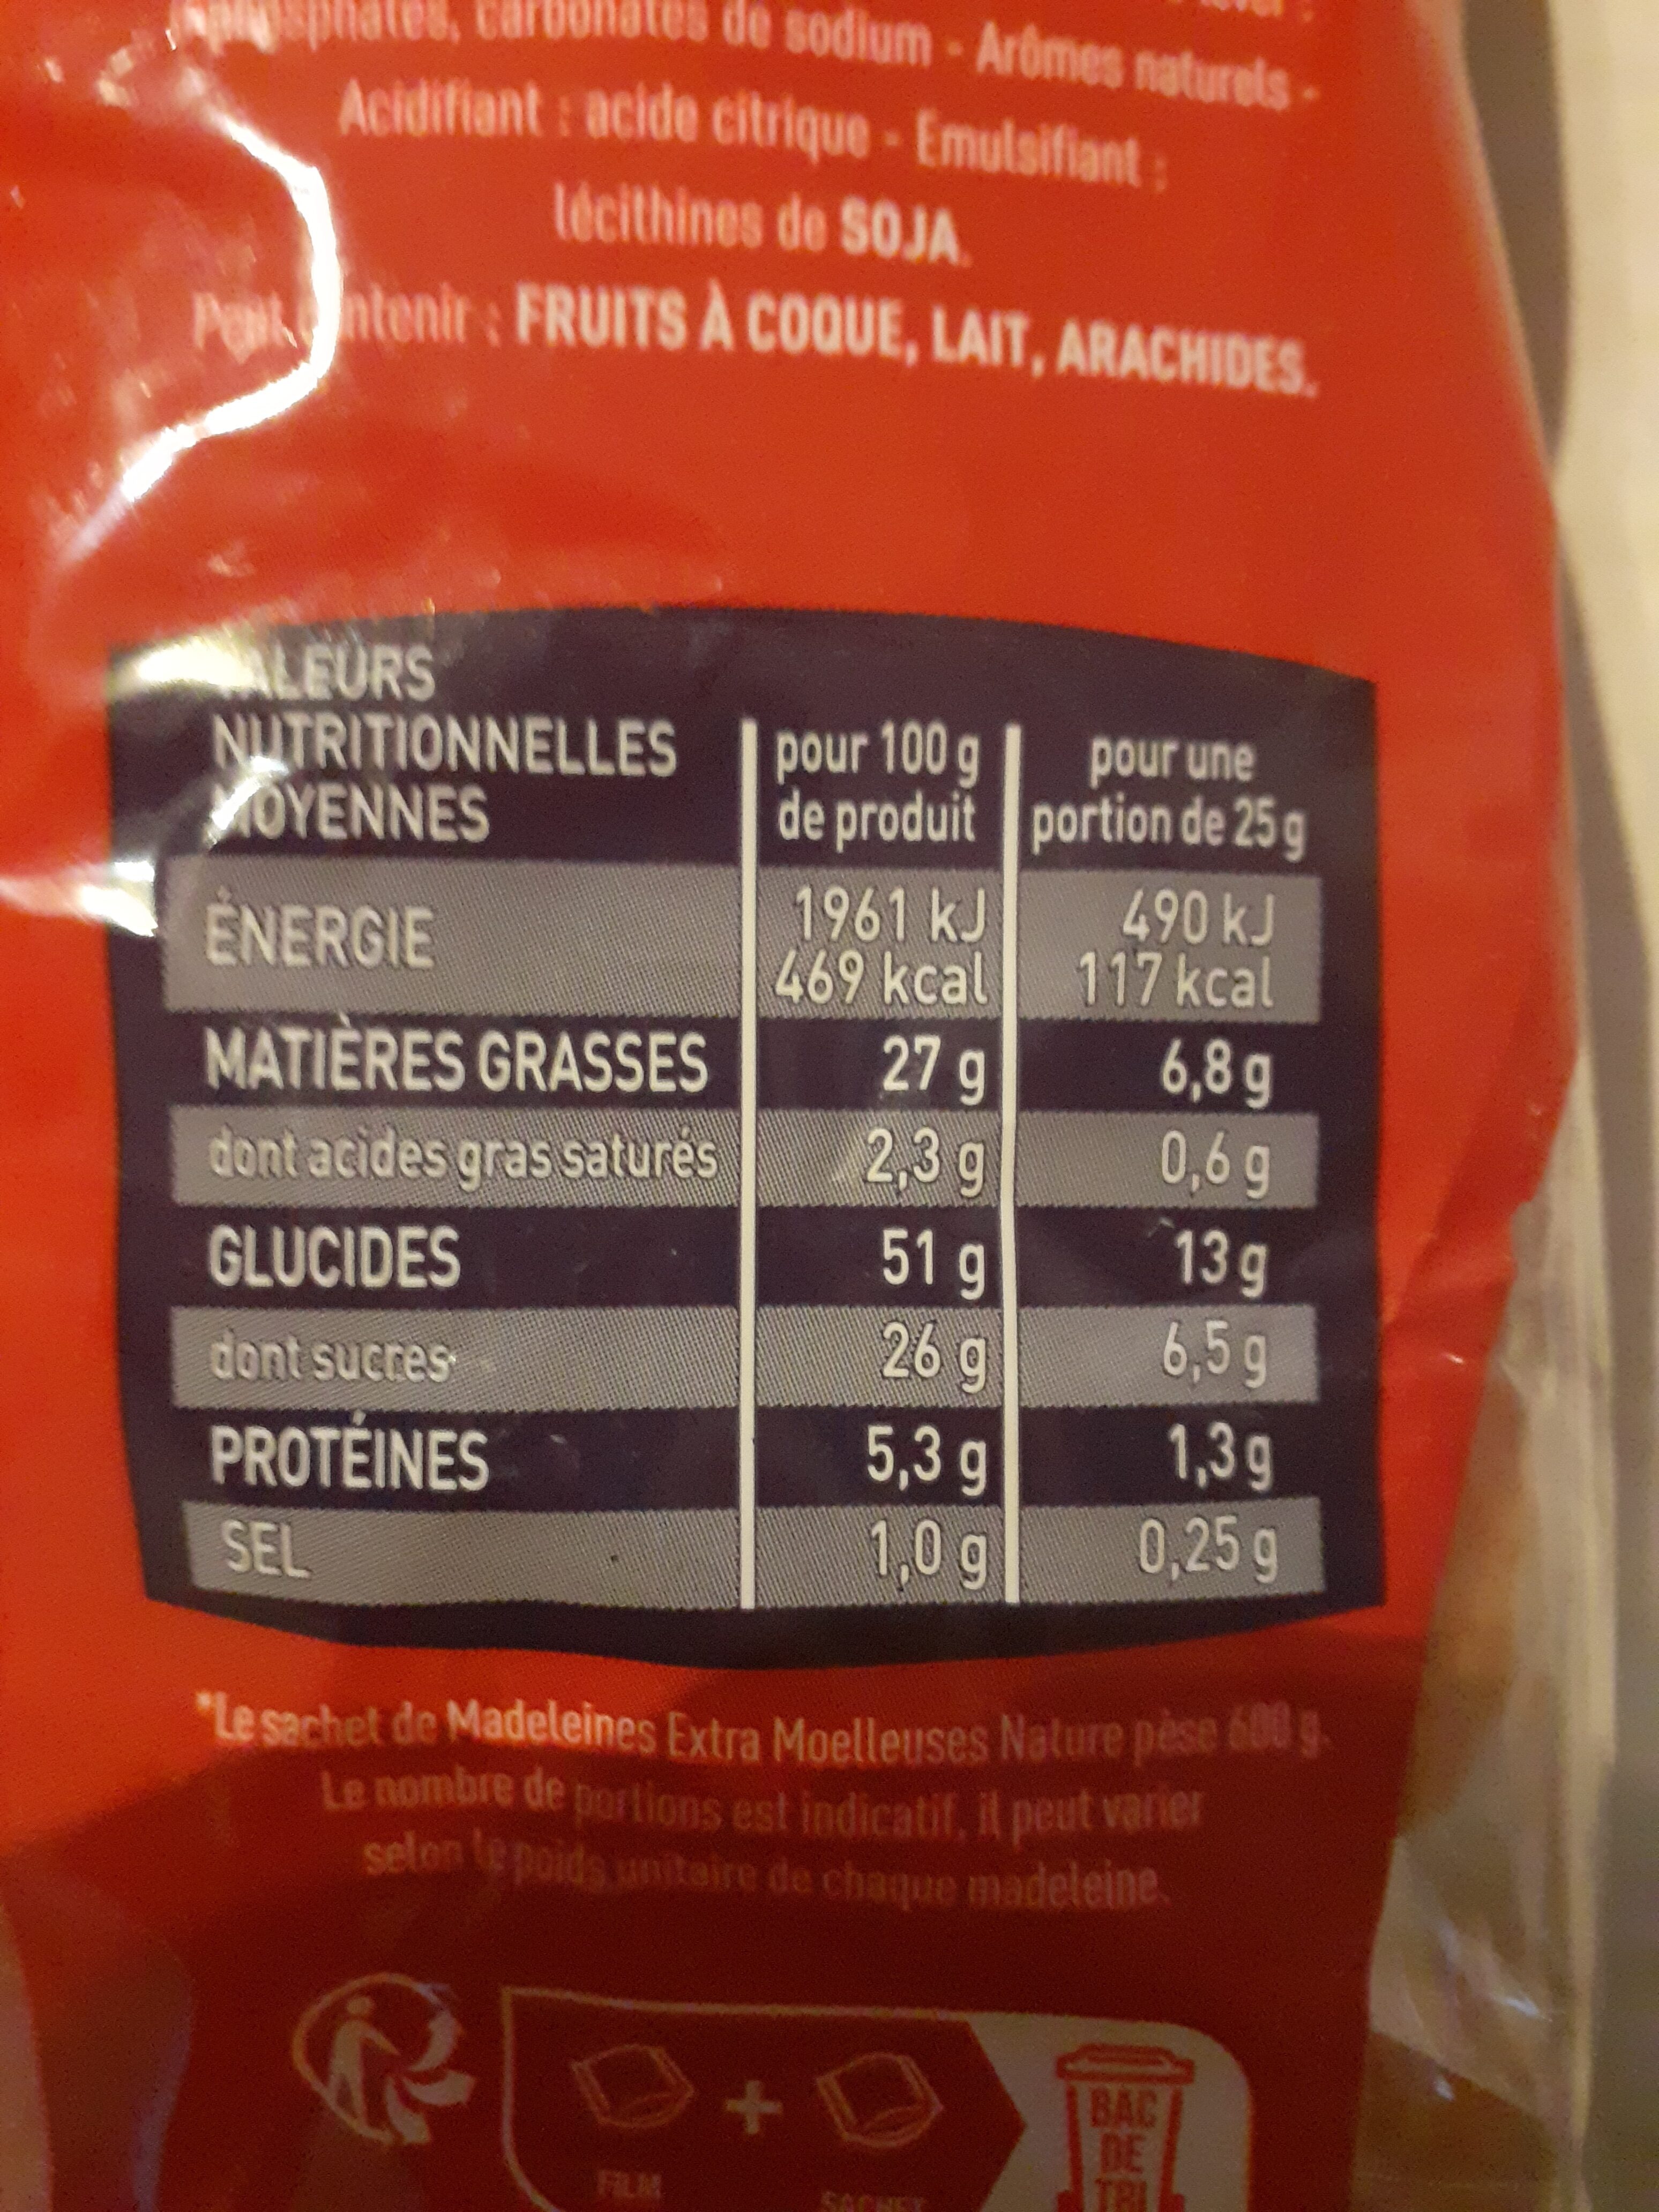 carbonates de sodium - Arômes naturels -
Acidifiant : acide citrique - Emulsifiant :
lécithines de SOJA.
: FRUITS À COQUE, LAIT, ARACHIDES.
VALEURS
NUTRITIONNELLES
MOYENNES
pour 100 g
de produit
pour une
portion de 25 g
ÉNERGIE 1961 kJ 490 kJ
469 kcal 117 kcal
MATIÈRES GRASSES 27 g 6,8 g
dont acides gras saturés 2,3 g 0,6 g
GLUCIDES 51 g 13 g
dont sucres 26 g 6,5 g
PROTÉINES 5,3 g 1,3 g
SEL 1,0 g 0,25 g
*Le sachet de Madeleines Extra Moelleuses Nature pèse 600 g.
Le nombre de portions est indicatif, il peut varier
selon le poids unitaire de chaque madeleine.
+
FILM
SACHET
BAC
DE
TRI